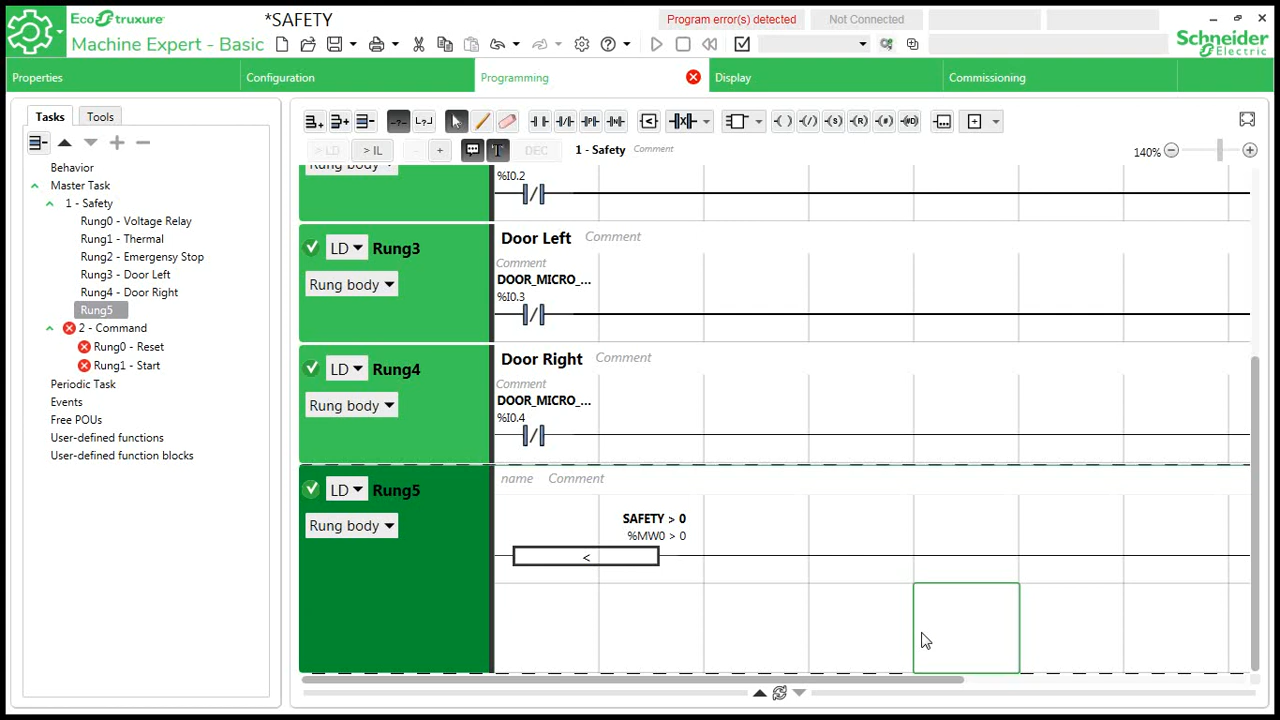 EcoStruxure
Machine Expert - Basic
*SAFETY
Program error(s) detected
Not Connected
Schneider
Electric
Properties
Configuration
Programming
Display
Commissioning
Tasks
Tools
Behavior
Master Task
1 - Safety
Rung0 - Voltage Relay
Rung1 - Thermal
Rung2 - Emergensy Stop
Rung3 - Door Left
Rung4 - Door Right
Rung5
2 - Command
Rung0 - Reset
Rung1 - Start
Periodic Task
Events
Free POUs
User-defined functions
User-defined function blocks
> LD
> IL
- +
T
DEC
1 - Safety Comment
140%
Rung body
%I0.2
LD Rung3
Rung body
Door Left Comment
Comment
DOOR_MICRO_...
%I0.3
LD Rung4
Rung body
Door Right Comment
Comment
DOOR_MICRO_...
%I0.4
LD Rung5
Rung body
name Comment
SAFETY > 0
%MW0 > 0
<